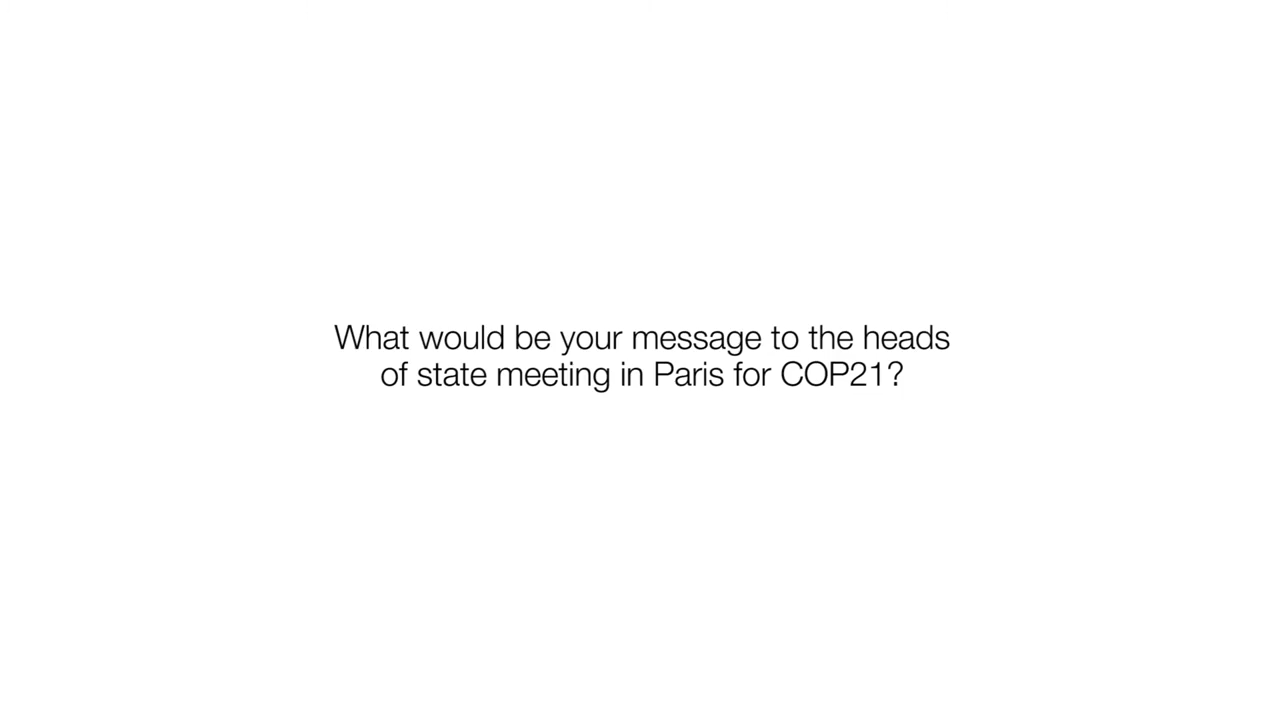 What would be your message to the heads
of state meeting in Paris for COP21?